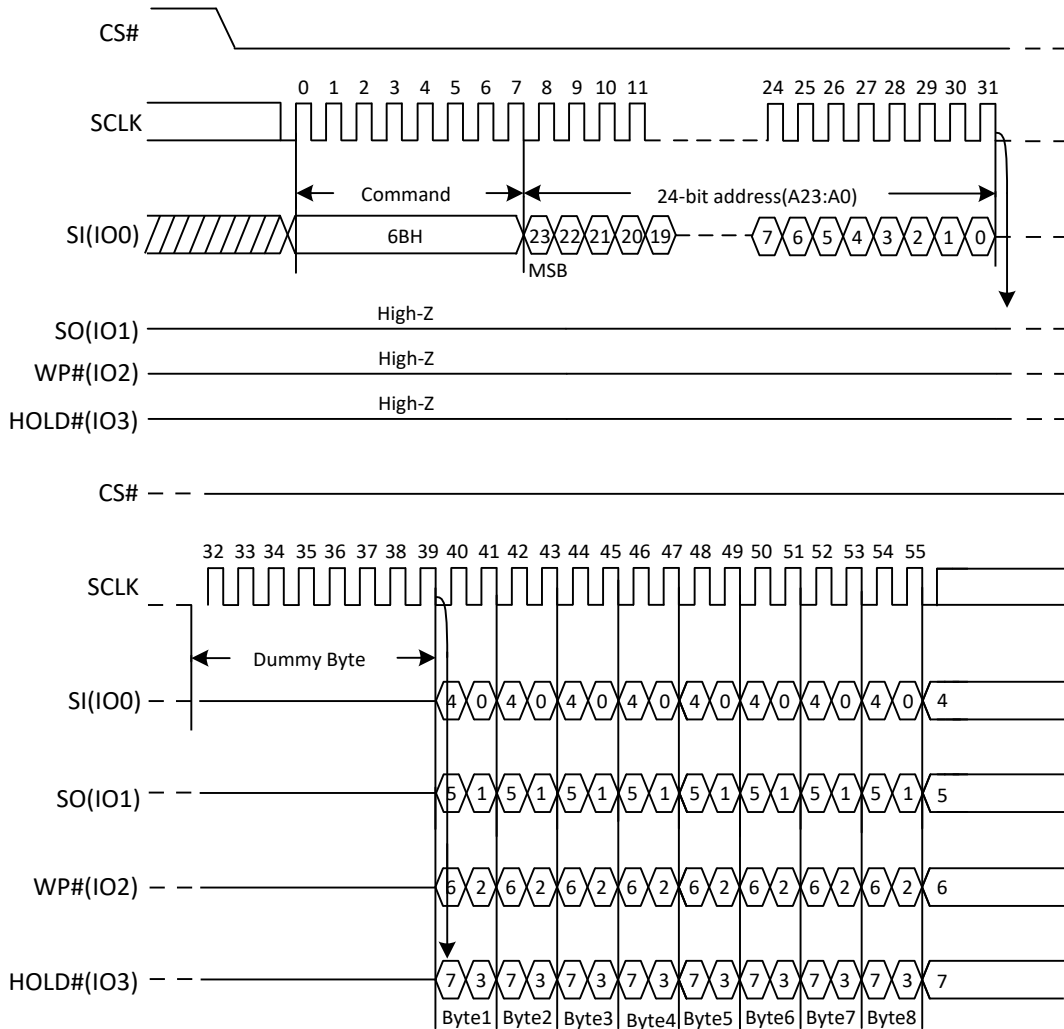 CS#
0 1 2 3 4 5 6 7 8 9 10 11 24 25 26 27 28 29 30 31
SCLK
Command 24-bit address(A23:A0)
SI(IO0) 6BH 23 22 21 20 19 7 6 5 4 3 2 1 0
MSB
High-Z
SO(IO1)
High-Z
WP#(IO2)
High-Z
HOLD#(IO3)
CS#
32 33 34 35 36 37 38 39 40 41 42 43 44 45 46 47 48 49 50 51 52 53 54 55
SCLK
Dummy Byte
SI(IO0) 4 0 4 0 4 0 4 0 4 0 4 0 4 0 4 0 4
SO(IO1) 5 1 5 1 5 1 5 1 5 1 5 1 5 1 5 1 5
WP#(IO2) 6 2 6 2 6 2 6 2 6 2 6 2 6 2 6 2 6
HOLD#(IO3) 7 3 7 3 7 3 7 3 7 3 7 3 7 3 7 3 7
Byte1 Byte2 Byte3 Byte4 Byte5 Byte6 Byte7 Byte8